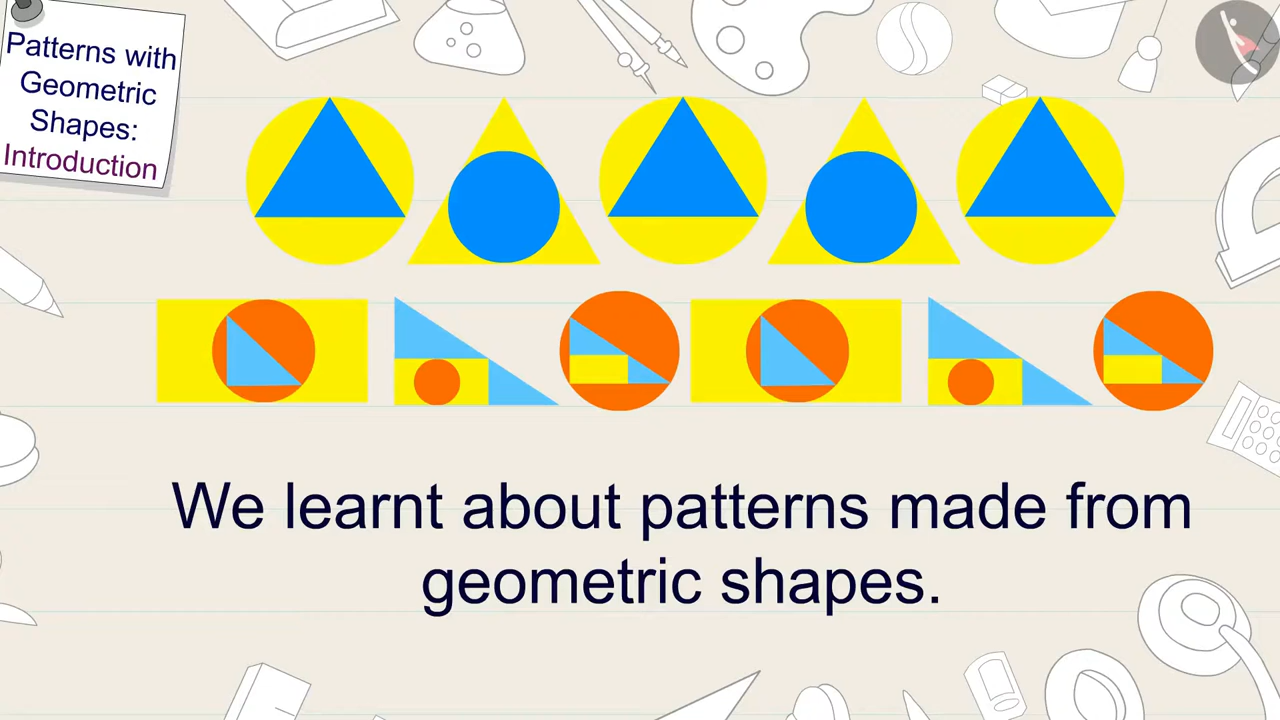 Patterns with
Geometric
Shapes:
Introduction
We learnt about patterns made from
geometric shapes.